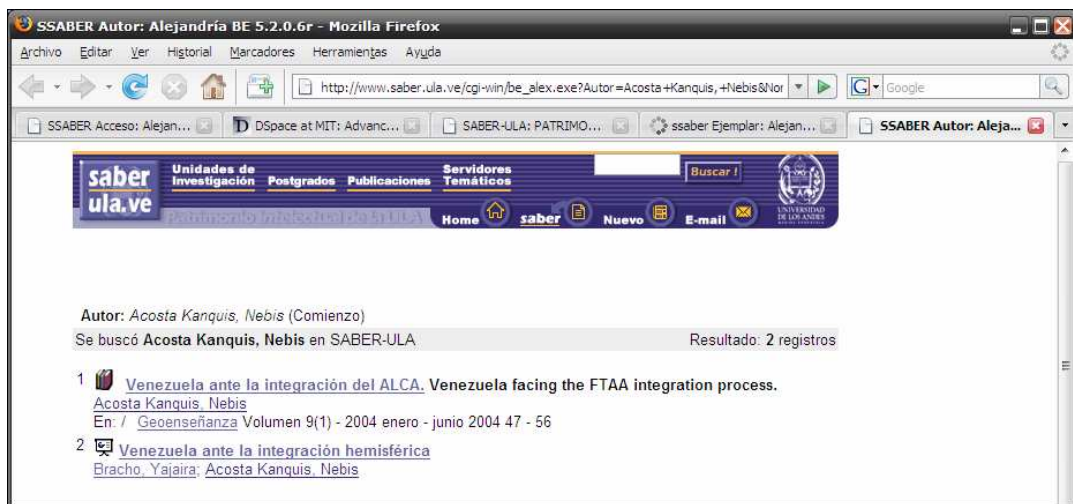 SSABER Autor: Alejandría BE 5.2.0.6r - Mozilla Firefox
Archivo Editar Ver Historial Marcadores Herramientas Ayuda
http://www.saber.ula.ve/cgi-win/be_alex.exe?Autor=Acosta+Kanquis,+Nebis&Nor
G Google
SSABER Acceso: Alejan... D DSpace at MIT: Advanc... SABER-ULA: PATRIMO... ssaber Ejemplar: Alejan... SSABER Autor: Aleja...
saber ula.ve
Unidades de Investigación Postgrados Publicaciones Servidores Temáticos Buscar !
Patrimonio Intelectual de la ULA Home saber Nuevo E-mail
UNIVERSIDAD
DE LOS ANDES
Autor: Acosta Kanquis, Nebis (Comienzo)
Se buscó Acosta Kanquis, Nebis en SABER-ULA Resultado: 2 registros
1 Venezuela ante la integración del ALCA. Venezuela facing the FTAA integration process.
Acosta Kanquis, Nebis
En: / Geoenseñanza Volumen 9(1) - 2004 enero - junio 2004 47 - 56
2 Venezuela ante la integración hemisférica
Bracho, Yajaira; Acosta Kanquis, Nebis